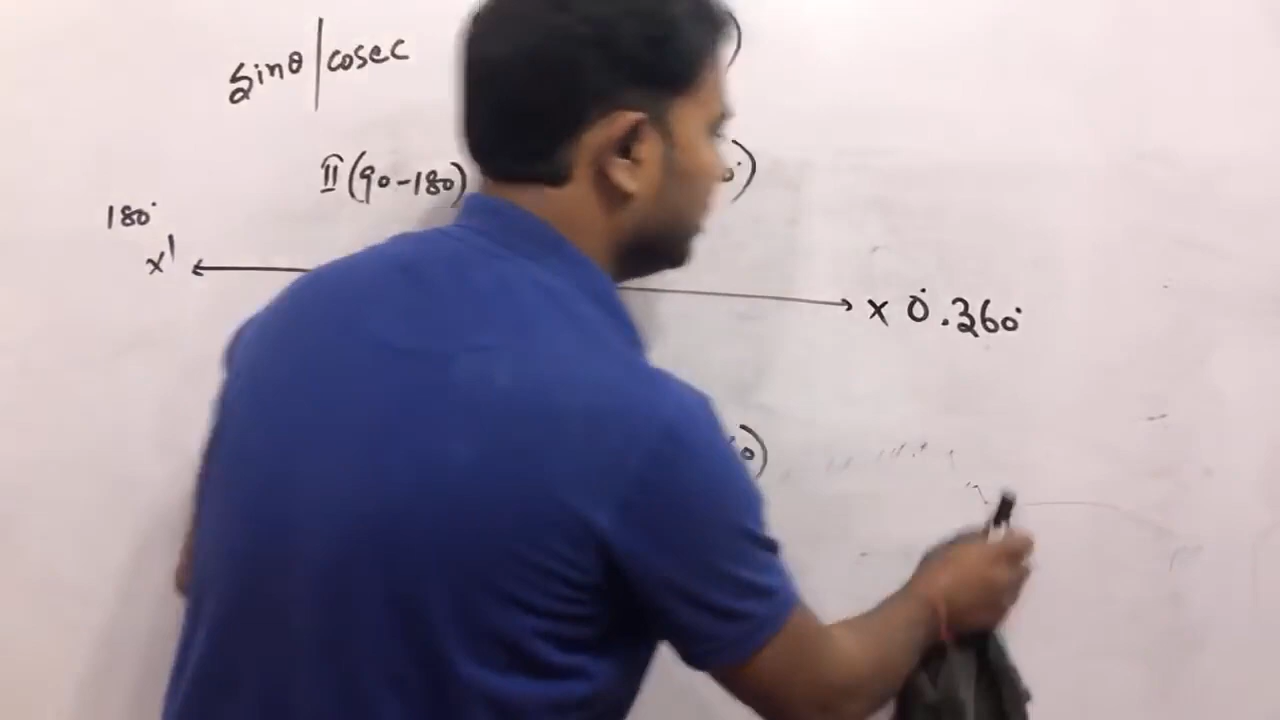 sinθ | cosec
II (90-180)
180°
x'
x 0°.360°